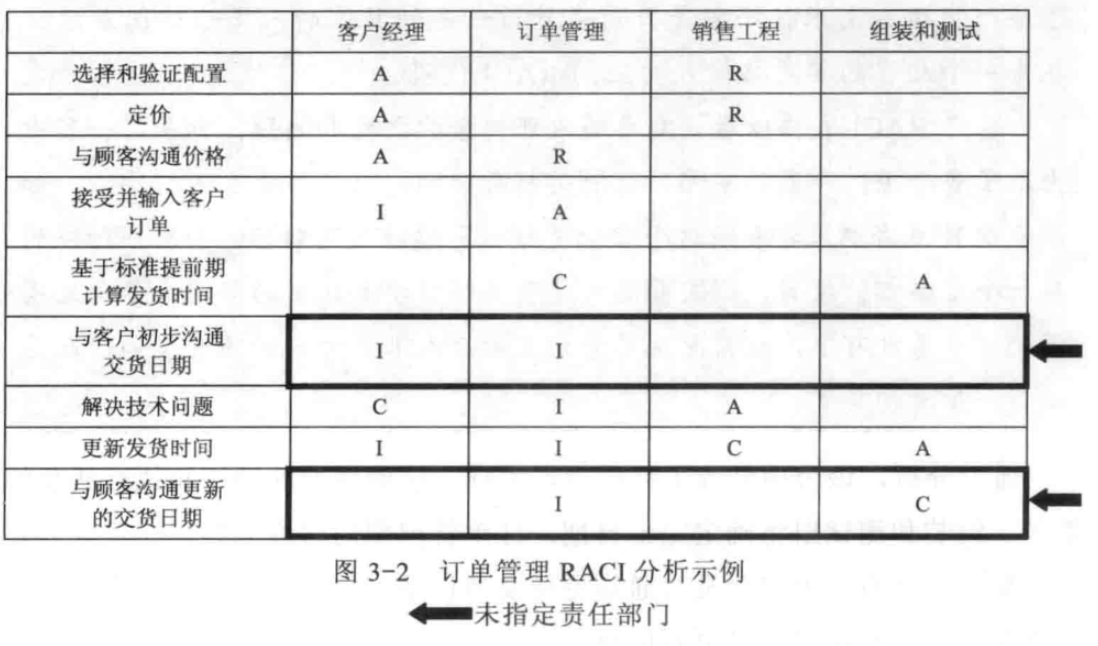 客户经理 订单管理 销售工程 组装和测试
选择和验证配置 A R
定价 A R
与顾客沟通价格 A R
接受并输入客户
订单 I A
基于标准提前期
计算发货时间 C A
与客户初步沟通
交货日期 I I
解决技术问题 C I A
更新发货时间 I I C A
与顾客沟通更新
的交货日期 I C
图 3-2 订单管理 RACI 分析示例
未指定责任部门